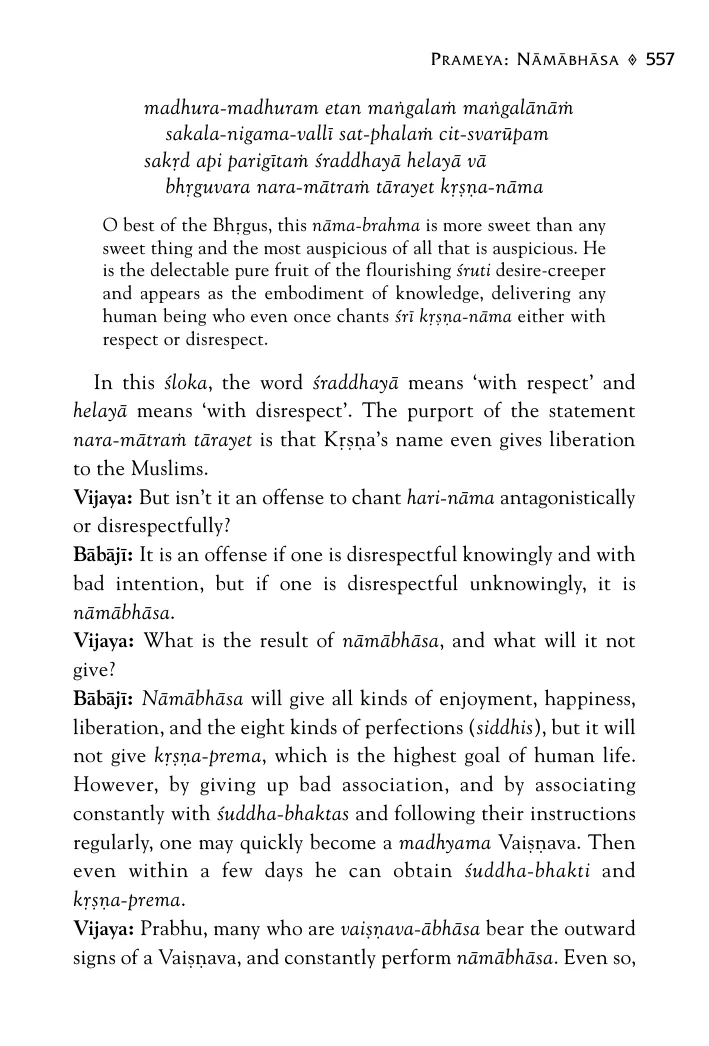 PRAMEYA: NĀMĀBHĀSA ◊ 557
madhura-madhuram etan maṅgalaṁ maṅgalānāṁ
sakala-nigama-vallī sat-phalaṁ cit-svarūpam
sakṛd api parigītaṁ śraddhayā helayā vā
bhṛguvara nara-mātraṁ tārayet kṛṣṇa-nāma
O best of the Bhṛgus, this nāma-brahma is more sweet than any
sweet thing and the most auspicious of all that is auspicious. He
is the delectable pure fruit of the flourishing śruti desire-creeper
and appears as the embodiment of knowledge, delivering any
human being who even once chants śrī kṛṣṇa-nāma either with
respect or disrespect.
In this śloka, the word śraddhayā means ‘with respect’ and
helayā means ‘with disrespect’. The purport of the statement
nara-mātraṁ tārayet is that Kṛṣṇa’s name even gives liberation
to the Muslims.
Vijaya: But isn’t it an offense to chant hari-nāma antagonistically
or disrespectfully?
Bābājī: It is an offense if one is disrespectful knowingly and with
bad intention, but if one is disrespectful unknowingly, it is
nāmābhāsa.
Vijaya: What is the result of nāmābhāsa, and what will it not
give?
Bābājī: Nāmābhāsa will give all kinds of enjoyment, happiness,
liberation, and the eight kinds of perfections (siddhis), but it will
not give kṛṣṇa-prema, which is the highest goal of human life.
However, by giving up bad association, and by associating
constantly with śuddha-bhaktas and following their instructions
regularly, one may quickly become a madhyama Vaiṣṇava. Then
even within a few days he can obtain śuddha-bhakti and
kṛṣṇa-prema.
Vijaya: Prabhu, many who are vaiṣṇava-ābhāsa bear the outward
signs of a Vaiṣṇava, and constantly perform nāmābhāsa. Even so,